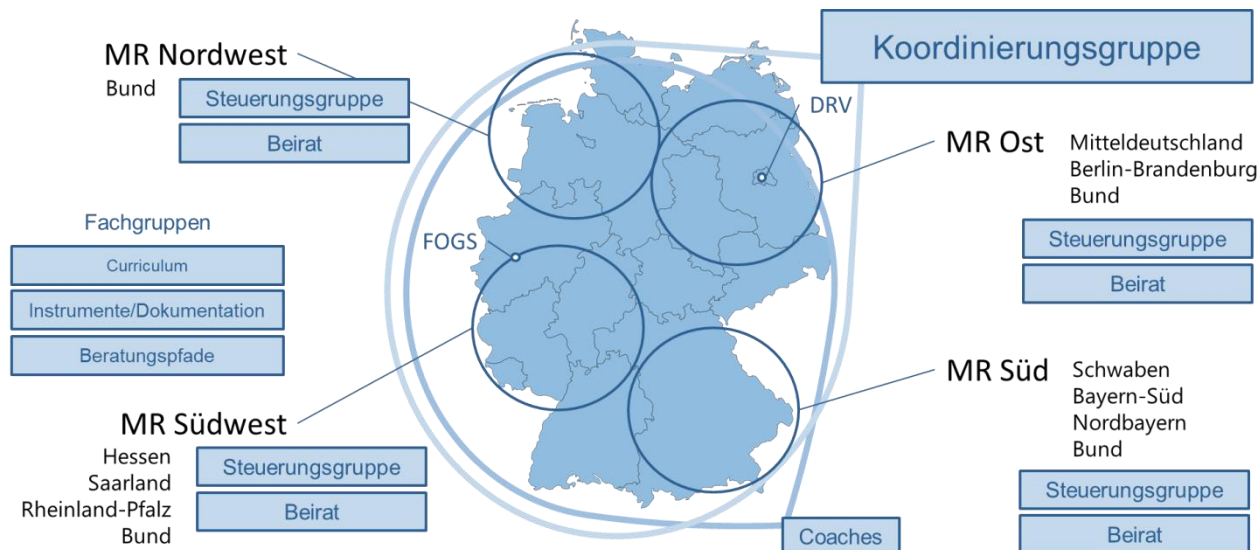 MR Nordwest
Bund
Steuerungsgruppe
Beirat
Koordinierungsgruppe
DRV
MR Ost
Mitteldeutschland
Berlin-Brandenburg
Bund
Steuerungsgruppe
Beirat
Fachgruppen
Curriculum
Instrumente/Dokumentation
Beratungspfade
FOGS
MR Südwest
Hessen
Saarland
Rheinland-Pfalz
Bund
Steuerungsgruppe
Beirat
MR Süd
Schwaben
Bayern-Süd
Nordbayern
Bund
Steuerungsgruppe
Beirat
Coaches